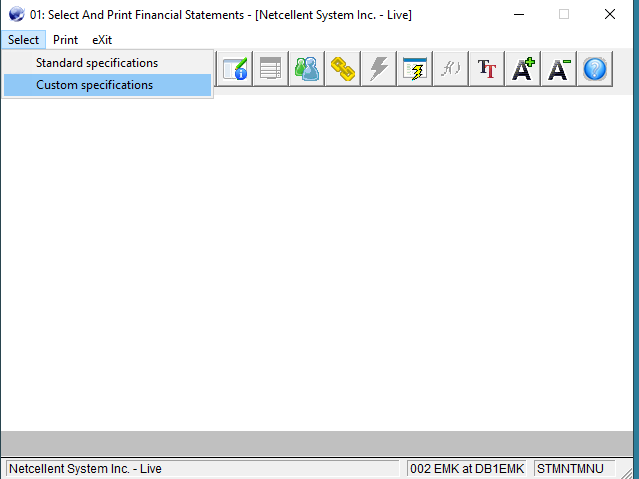 01: Select And Print Financial Statements - [Netcellent System Inc. - Live]
Select Print eXit
Standard specifications
Custom specifications
f() TT A+ A- ?
Netcellent System Inc. - Live 002 EMK at DB1EMK STMNTMNU